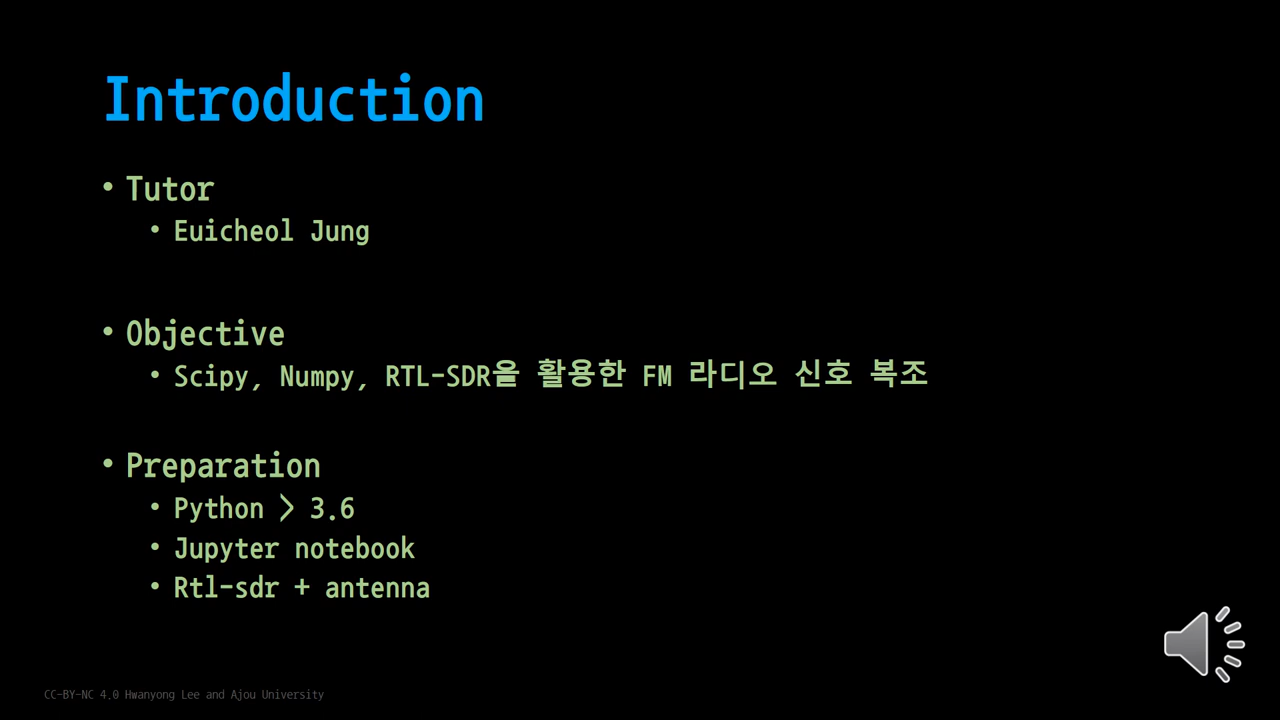 Introduction
• Tutor
• Euicheol Jung
• Objective
• Scipy, Numpy, RTL-SDR을 활용한 FM 라디오 신호 복조
• Preparation
• Python > 3.6
• Jupyter notebook
• Rtl-sdr + antenna
CC-BY-NC 4.0 Hwanyong Lee and Ajou University